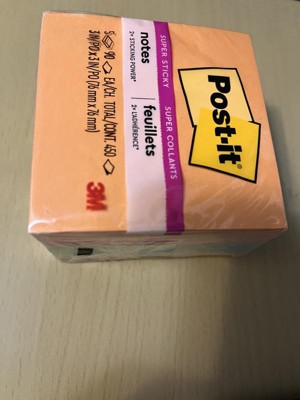 Post-it
SUPER STICKY
SUPER COLLANTS
notes
2x STICKING POWER*
feuillets
2x L'ADHÉRENCE*
5 90 EA/CH. TOTAL/CONT. 450
3 IN/PO x 3 IN/PO (76 mm x 76 mm)
3M